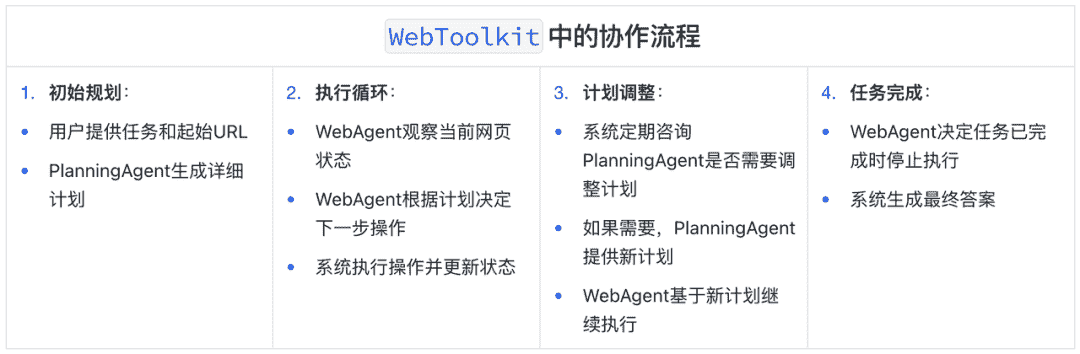 WebToolkit 中的协作流程
1. 初始规划：
• 用户提供任务和起始URL
• PlanningAgent生成详细
计划
2. 执行循环：
• WebAgent观察当前网页
状态
• WebAgent根据计划决定
下一步操作
• 系统执行操作并更新状态
3. 计划调整：
• 系统定期咨询
PlanningAgent是否需要调
整计划
• 如果需要，PlanningAgent
提供新计划
• WebAgent基于新计划继
续执行
4. 任务完成：
• WebAgent决定任务已完
成时停止执行
• 系统生成最终答案